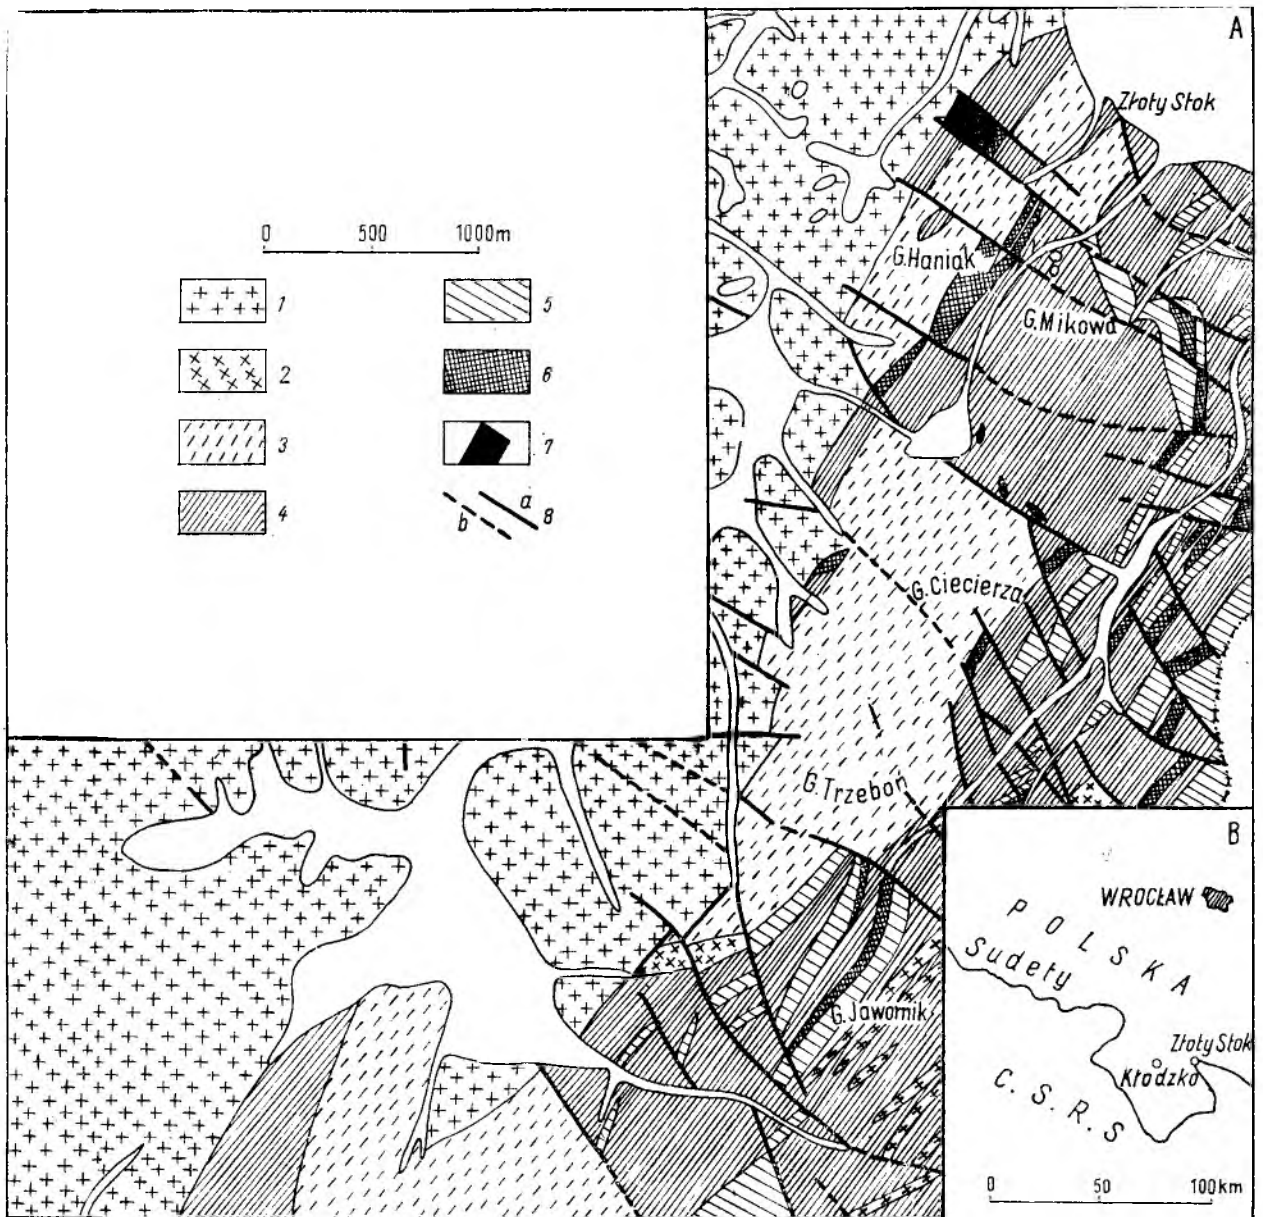 A
Złoty Stok
0 500 1000m
1
2
3
4
5
6
7
a
b
8
G.Haniak
G.Mikowa
G.Ciecierza
G.Trzeboń
G.Jawornik
B
WROCŁAW
POLSKA
Sudety
Złoty Stok
Kłodzko
C.S.R.S
0 50 100km